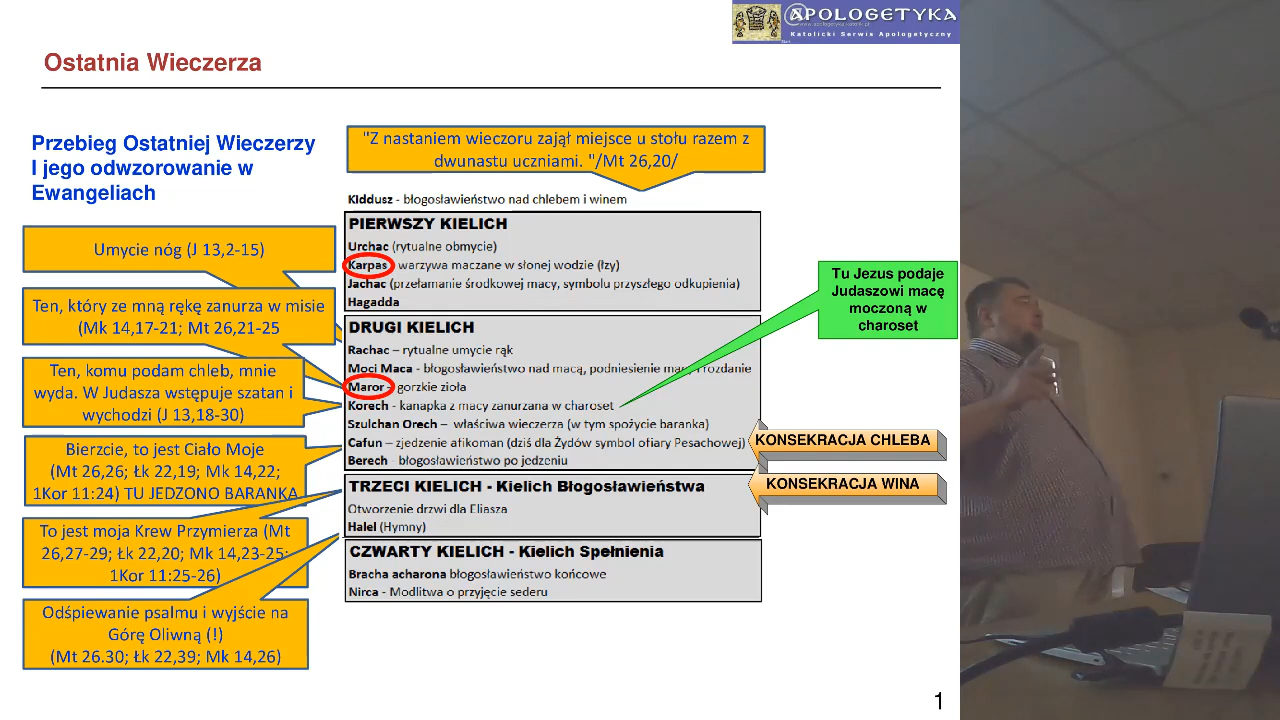 @POLOGETYKA
www.apologetyka.katolik.pl
Katolicki Serwis Apologetyczny
Ostatnia Wieczerza
Przebieg Ostatniej Wieczerzy
I jego odwzorowanie w
Ewangeliach
"Z nastaniem wieczoru zajął miejsce u stołu razem z
dwunastu uczniami. "/Mt 26,20/
Kiddusz - błogosławieństwo nad chlebem i winem
PIERWSZY KIELICH
Urchac (rytualne obmycie)
Karpas - warzywa maczane w słonej wodzie (łzy)
Jachac (przełamanie środkowej macy, symbolu przyszłego odkupienia)
Hagadda
DRUGI KIELICH
Rachac – rytualne umycie rąk
Moci Maca - błogosławieństwo nad macą, podniesienie macy i rozdanie
Maror - gorzkie zioła
Korech - kanapka z macy zanurzana w charoset
Szulchan Orech – właściwa wieczerza (w tym spożycie baranka)
Cafun – zjedzenie afikoman (dziś dla Żydów symbol ofiary Pesachowej)
Berech - błogosławieństwo po jedzeniu
TRZECI KIELICH - Kielich Błogosławieństwa
Otworzenie drzwi dla Eliasza
Halel (Hymny)
CZWARTY KIELICH - Kielich Spełnienia
Bracha acharona błogosławieństwo końcowe
Nirca - Modlitwa o przyjęcie sederu
Umycie nóg (J 13,2-15)
Ten, który ze mną rękę zanurza w misie
(Mk 14,17-21; Mt 26,21-25
Ten, komu podam chleb, mnie
wyda. W Judasza wstępuje szatan i
wychodzi (J 13,18-30)
Bierzcie, to jest Ciało Moje
(Mt 26,26; Łk 22,19; Mk 14,22;
1Kor 11:24) TU JEDZONO BARANKA
To jest moja Krew Przymierza (Mt
26,27-29; Łk 22,20; Mk 14,23-25;
1Kor 11:25-26)
Odśpiewanie psalmu i wyjście na
Górę Oliwną (!)
(Mt 26.30; Łk 22,39; Mk 14,26)
Tu Jezus podaje
Judaszowi macę
moczoną w
charoset
KONSEKRACJA CHLEBA
KONSEKRACJA WINA
1